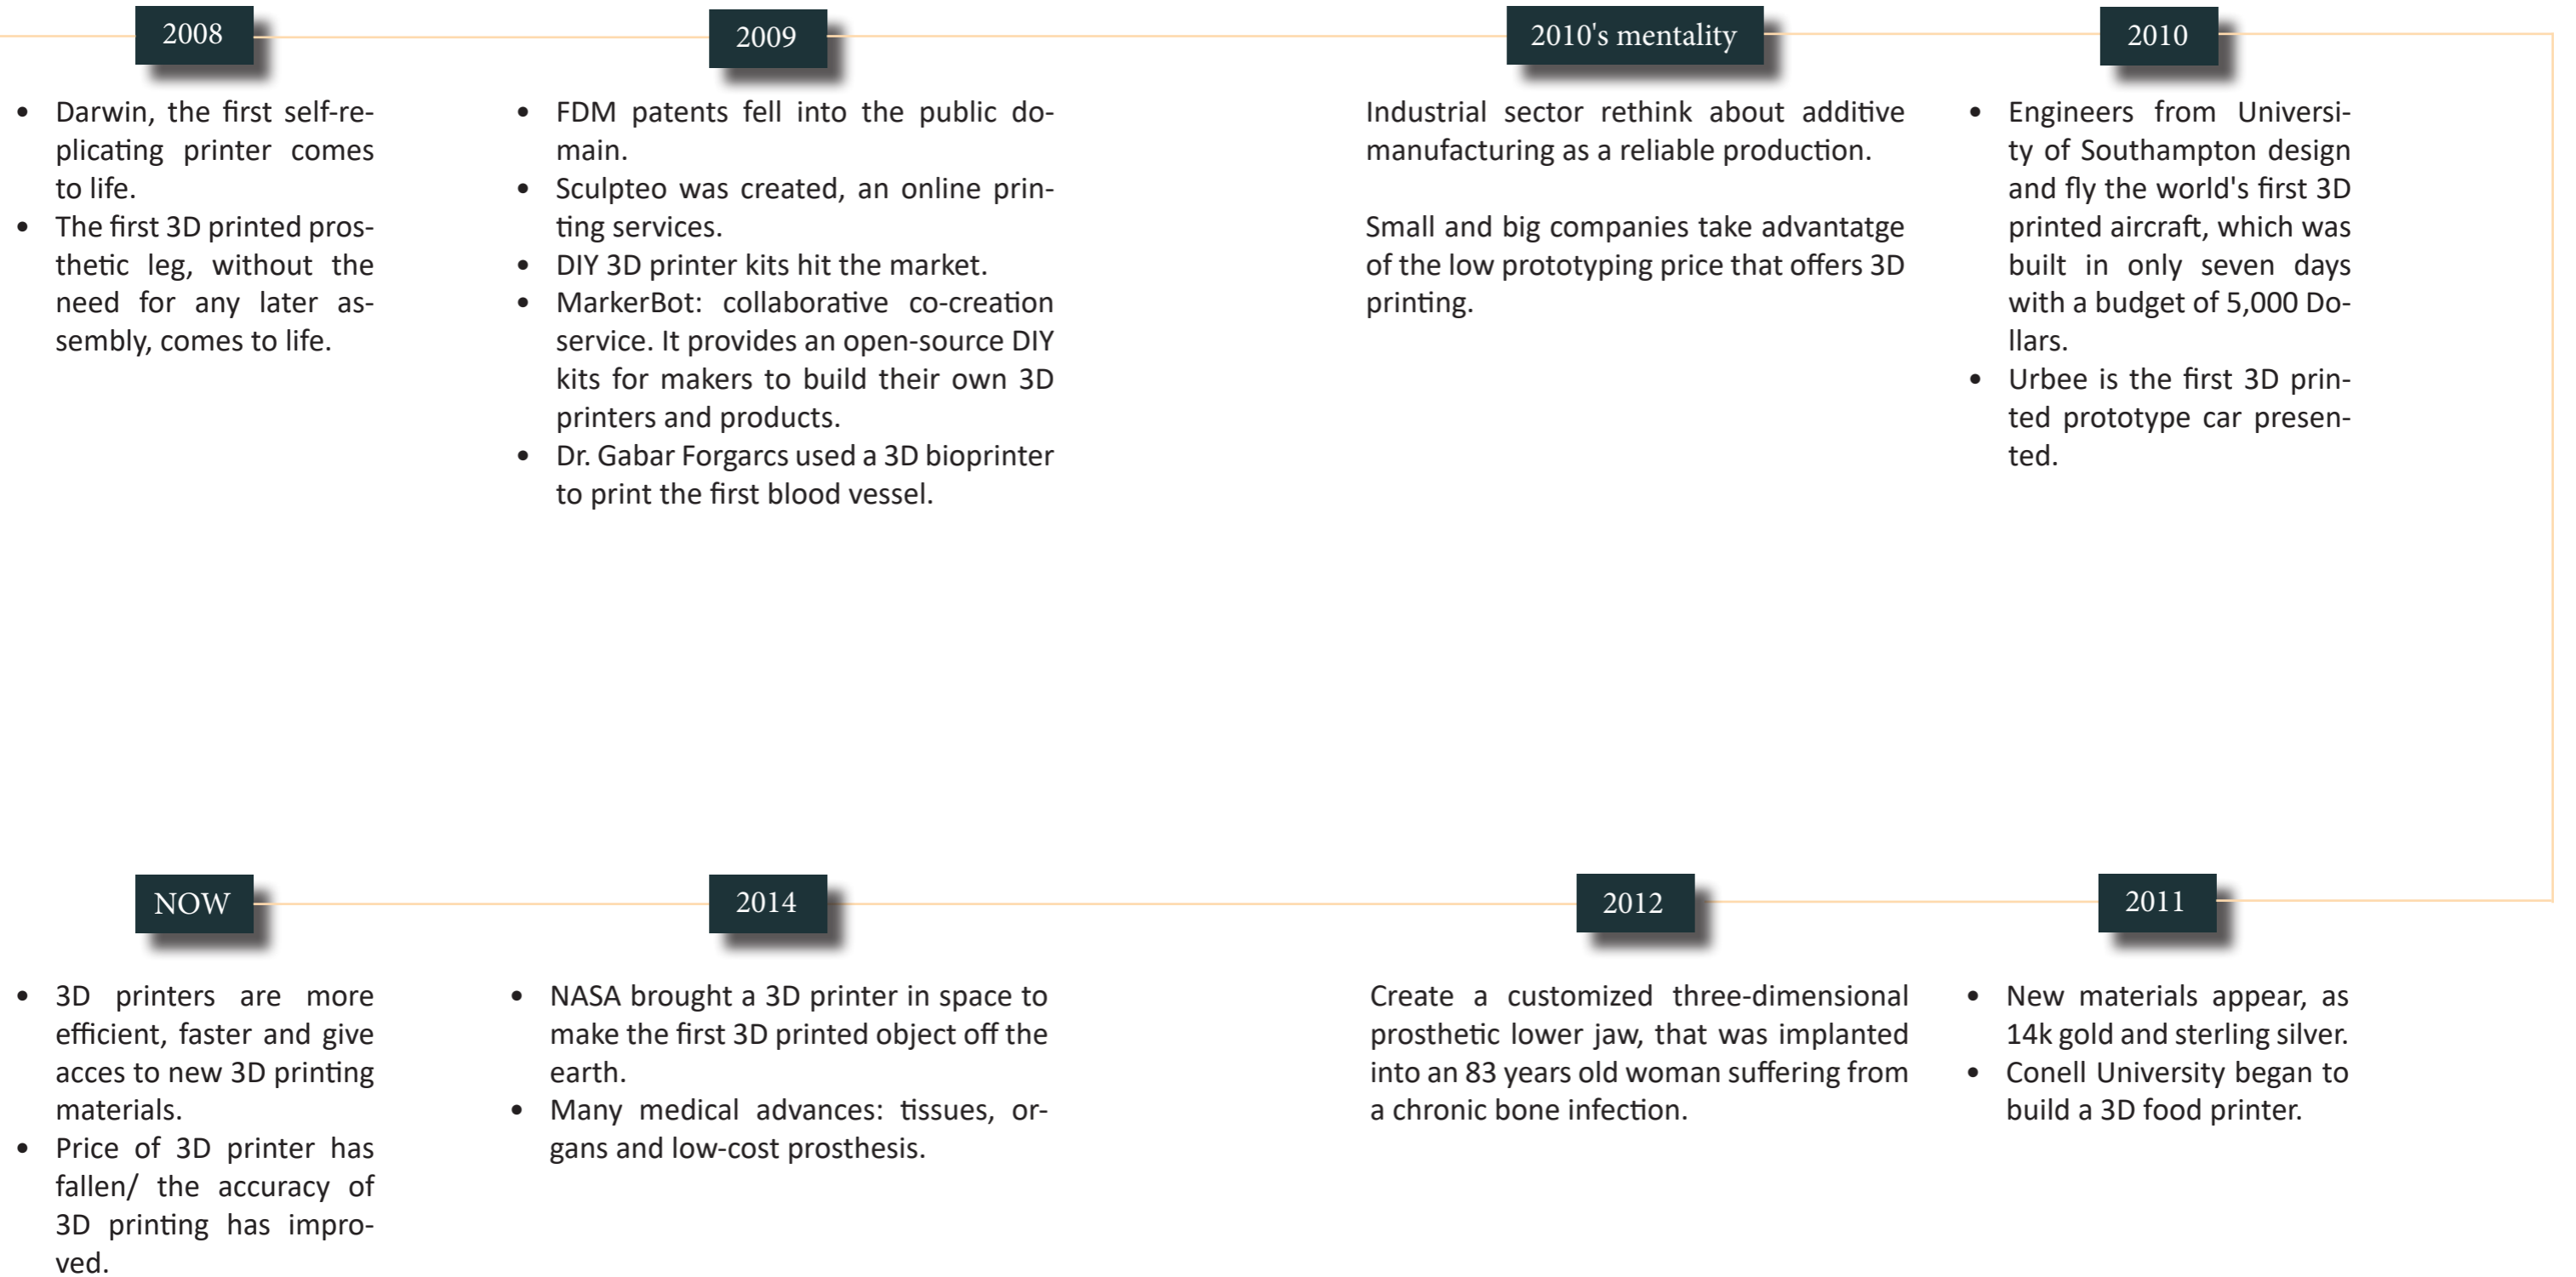 2008
Darwin, the first self-re-
plicating printer comes
to life.
The first 3D printed pros-
thetic leg, without the
need for any later as-
sembly, comes to life.
2009
FDM patents fell into the public do-
main.
Sculpteo was created, an online prin-
ting services.
DIY 3D printer kits hit the market.
MarkerBot: collaborative co-creation
service. It provides an open-source DIY
kits for makers to build their own 3D
printers and products.
Dr. Gabar Forgarcs used a 3D bioprinter
to print the first blood vessel.
2010's mentality
Industrial sector rethink about additive
manufacturing as a reliable production.
Small and big companies take advantatge
of the low prototyping price that offers 3D
printing.
2010
Engineers from Universi-
ty of Southampton design
and fly the world's first 3D
printed aircraft, which was
built in only seven days
with a budget of 5,000 Do-
llars.
Urbee is the first 3D prin-
ted prototype car presen-
ted.
2011
New materials appear, as
14k gold and sterling silver.
Conell University began to
build a 3D food printer.
2012
Create a customized three-dimensional
prosthetic lower jaw, that was implanted
into an 83 years old woman suffering from
a chronic bone infection.
2014
NASA brought a 3D printer in space to
make the first 3D printed object off the
earth.
Many medical advances: tissues, or-
gans and low-cost prosthesis.
NOW
3D printers are more
efficient, faster and give
acces to new 3D printing
materials.
Price of 3D printer has
fallen/ the accuracy of
3D printing has impro-
ved.